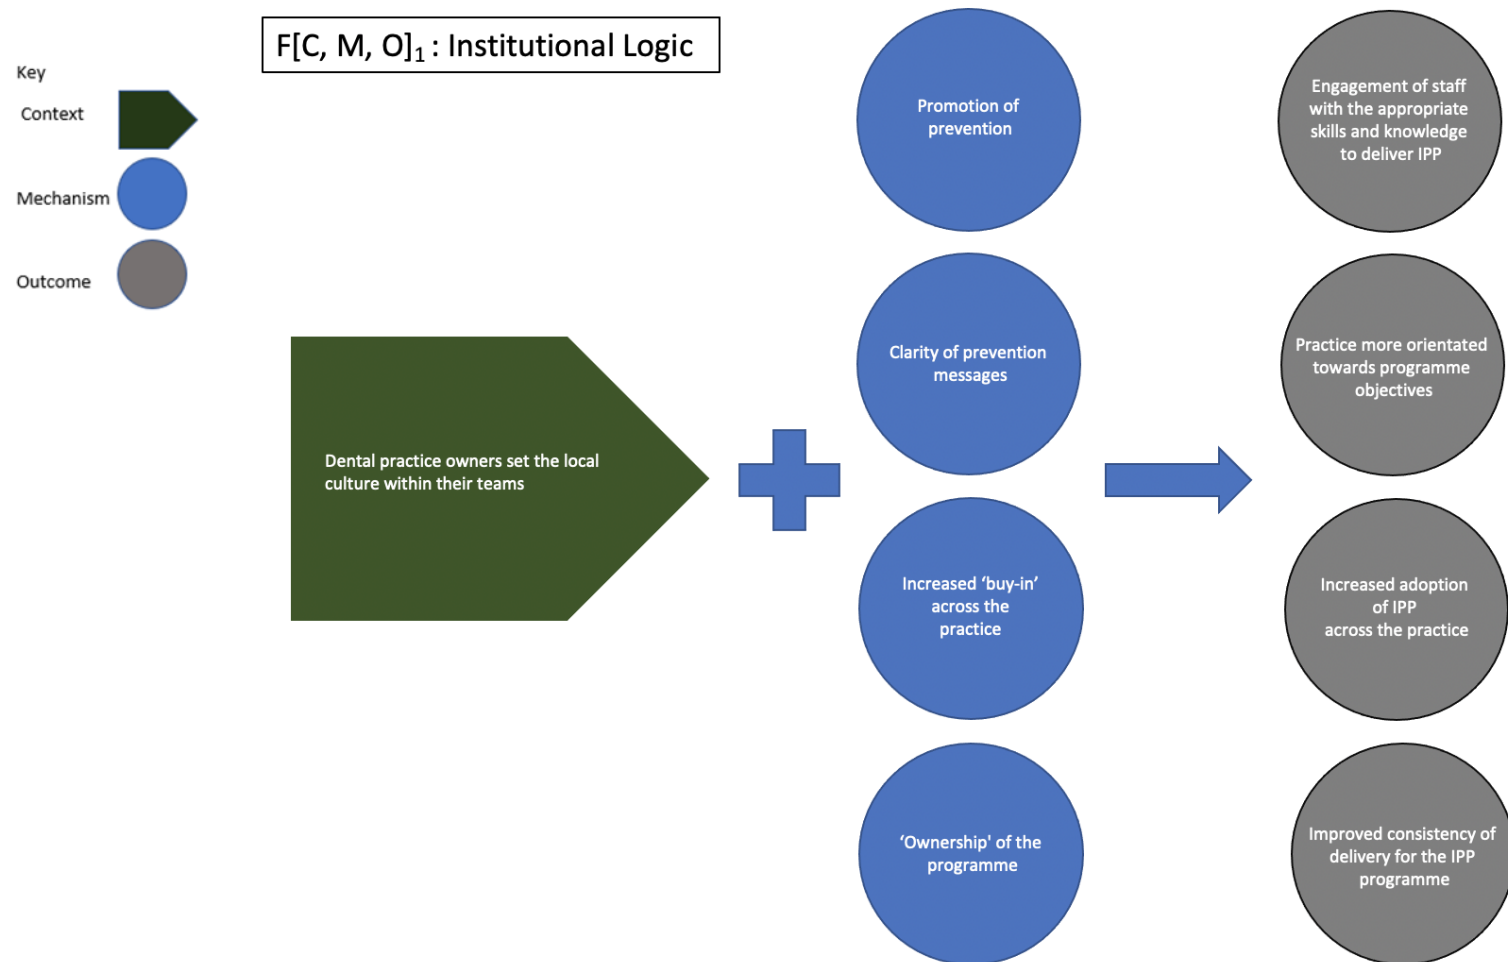 F[C, M, O]₁ : Institutional Logic
Key
Context
Mechanism
Outcome
Dental practice owners set the local
culture within their teams
Promotion of
prevention
Clarity of prevention
messages
Increased ‘buy-in’
across the
practice
‘Ownership' of the
programme
Engagement of staff
with the appropriate
skills and knowledge
to deliver IPP
Practice more orientated
towards programme
objectives
Increased adoption
of IPP
across the practice
Improved consistency of
delivery for the IPP
programme